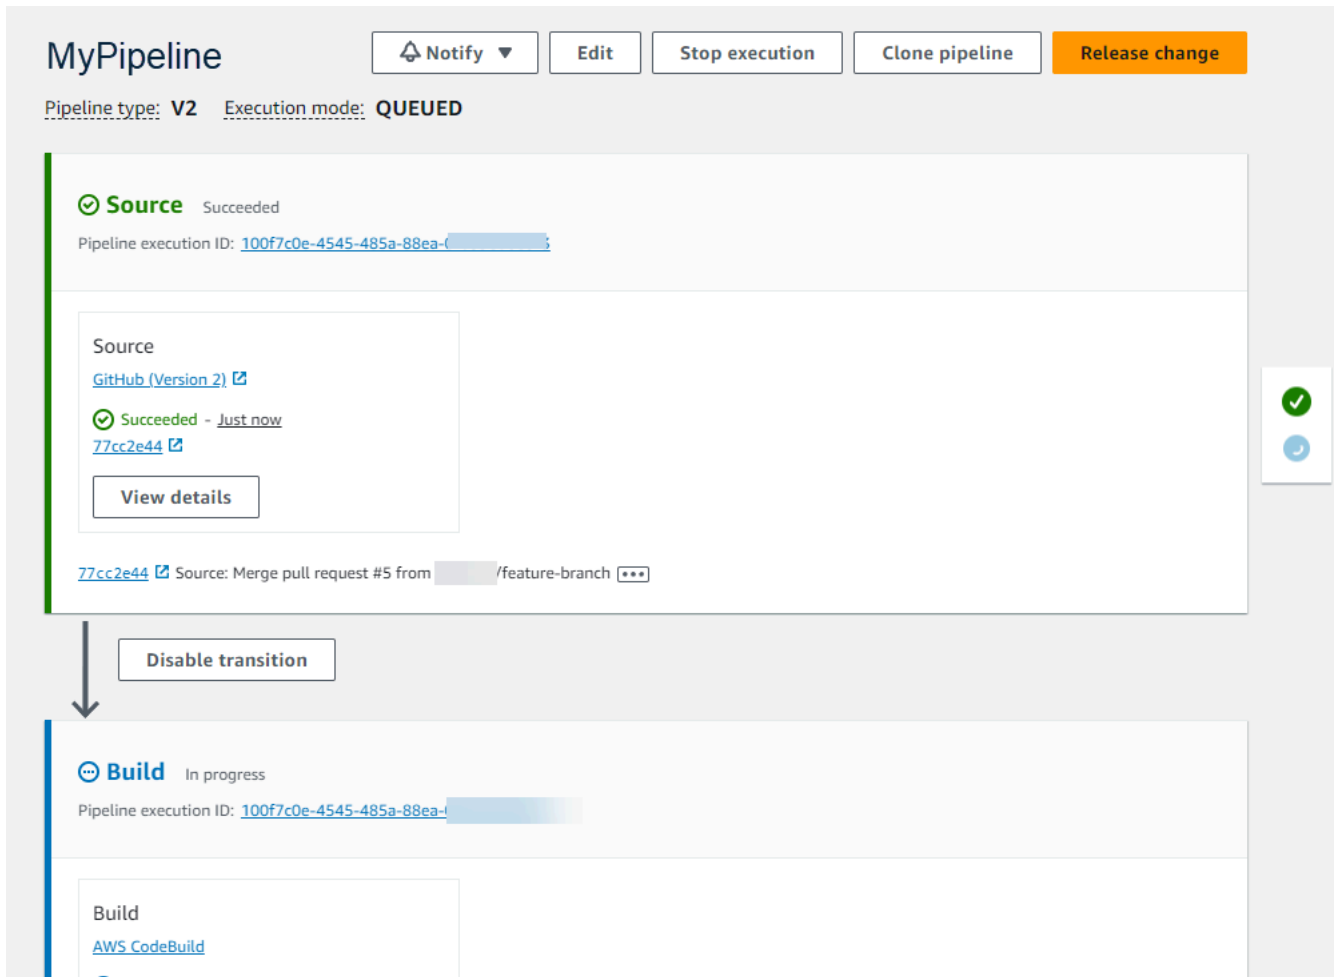 MyPipeline
Notify ▼
Edit
Stop execution
Clone pipeline
Release change
Pipeline type: V2 Execution mode: QUEUED
Source Succeeded
Pipeline execution ID: 100f7c0e-4545-485a-88ea-
Source
GitHub (Version 2)
Succeeded - Just now
77cc2e44
View details
77cc2e44 Source: Merge pull request #5 from /feature-branch
Disable transition
Build In progress
Pipeline execution ID: 100f7c0e-4545-485a-88ea-
Build
AWS CodeBuild